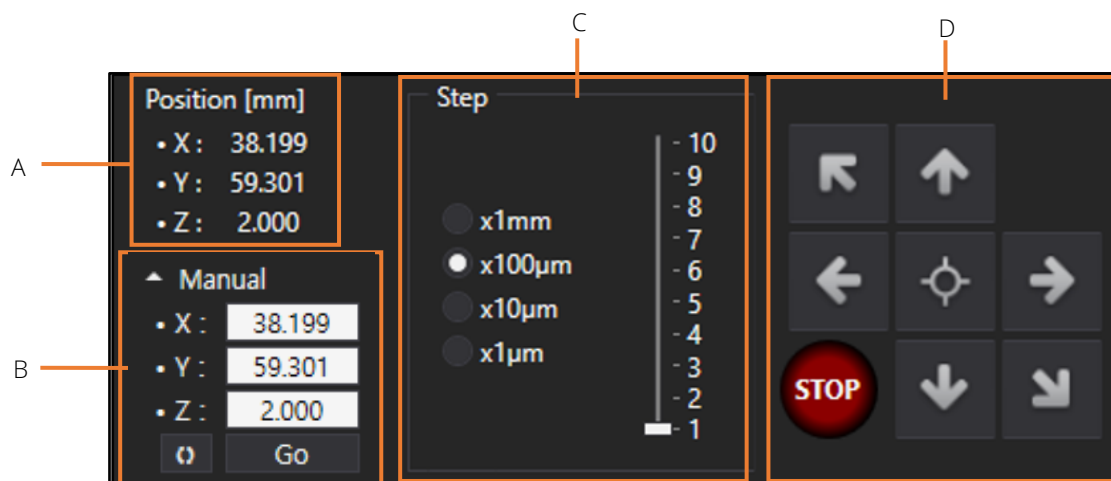 A
Position [mm]
• X : 38.199
• Y : 59.301
• Z : 2.000
B
Manual
• X : 38.199
• Y : 59.301
• Z : 2.000
Go
C
Step
x1mm
x100µm
x10µm
x1µm
- 10
- 9
- 8
- 7
- 6
- 5
- 4
- 3
- 2
- 1
D
STOP